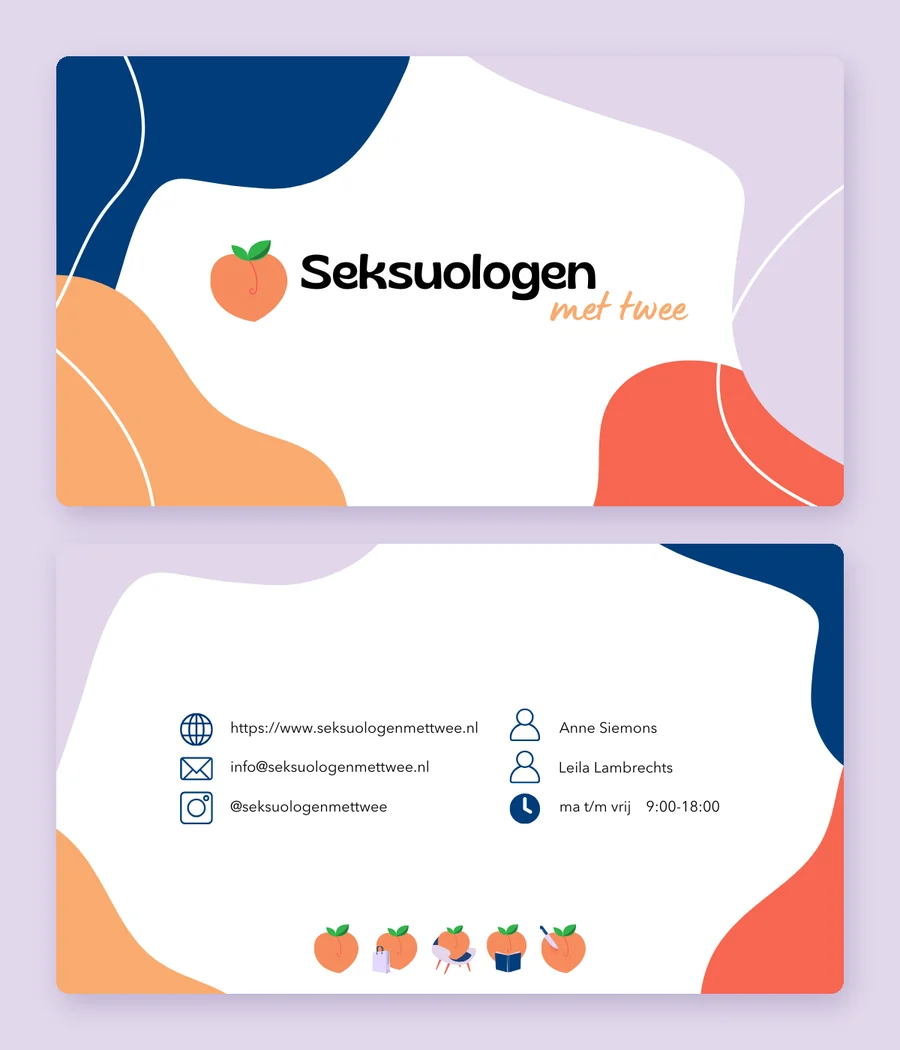 Seksuologen
met twee
https://www.seksuologenmettwee.nl
info@seksuologenmettwee.nl
@seksuologenmettwee
Anne Siemons
Leila Lambrechts
ma t/m vrij 9:00-18:00